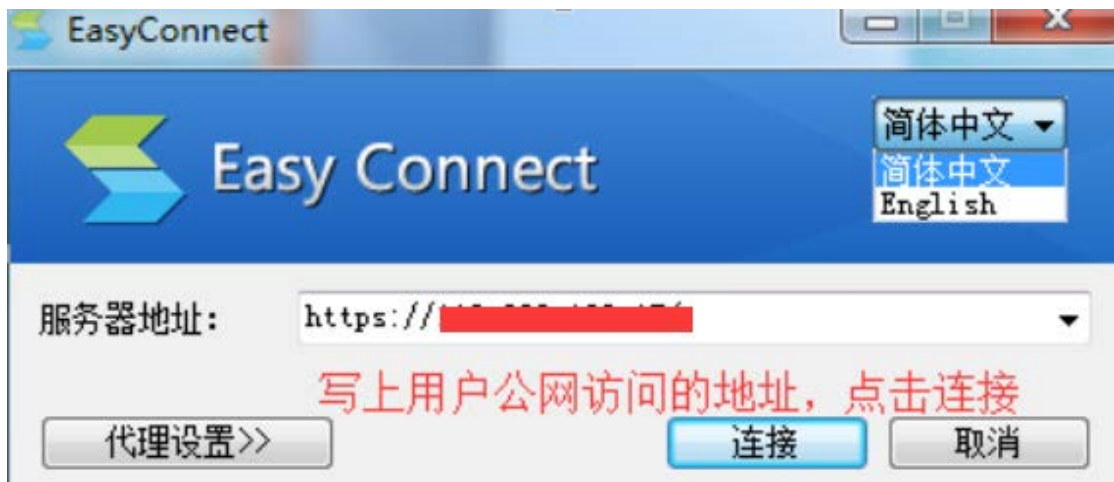 EasyConnect
Easy Connect
简体中文
简体中文
English
服务器地址：
https://
写上用户公网访问的地址，点击连接
代理设置>>
连接
取消